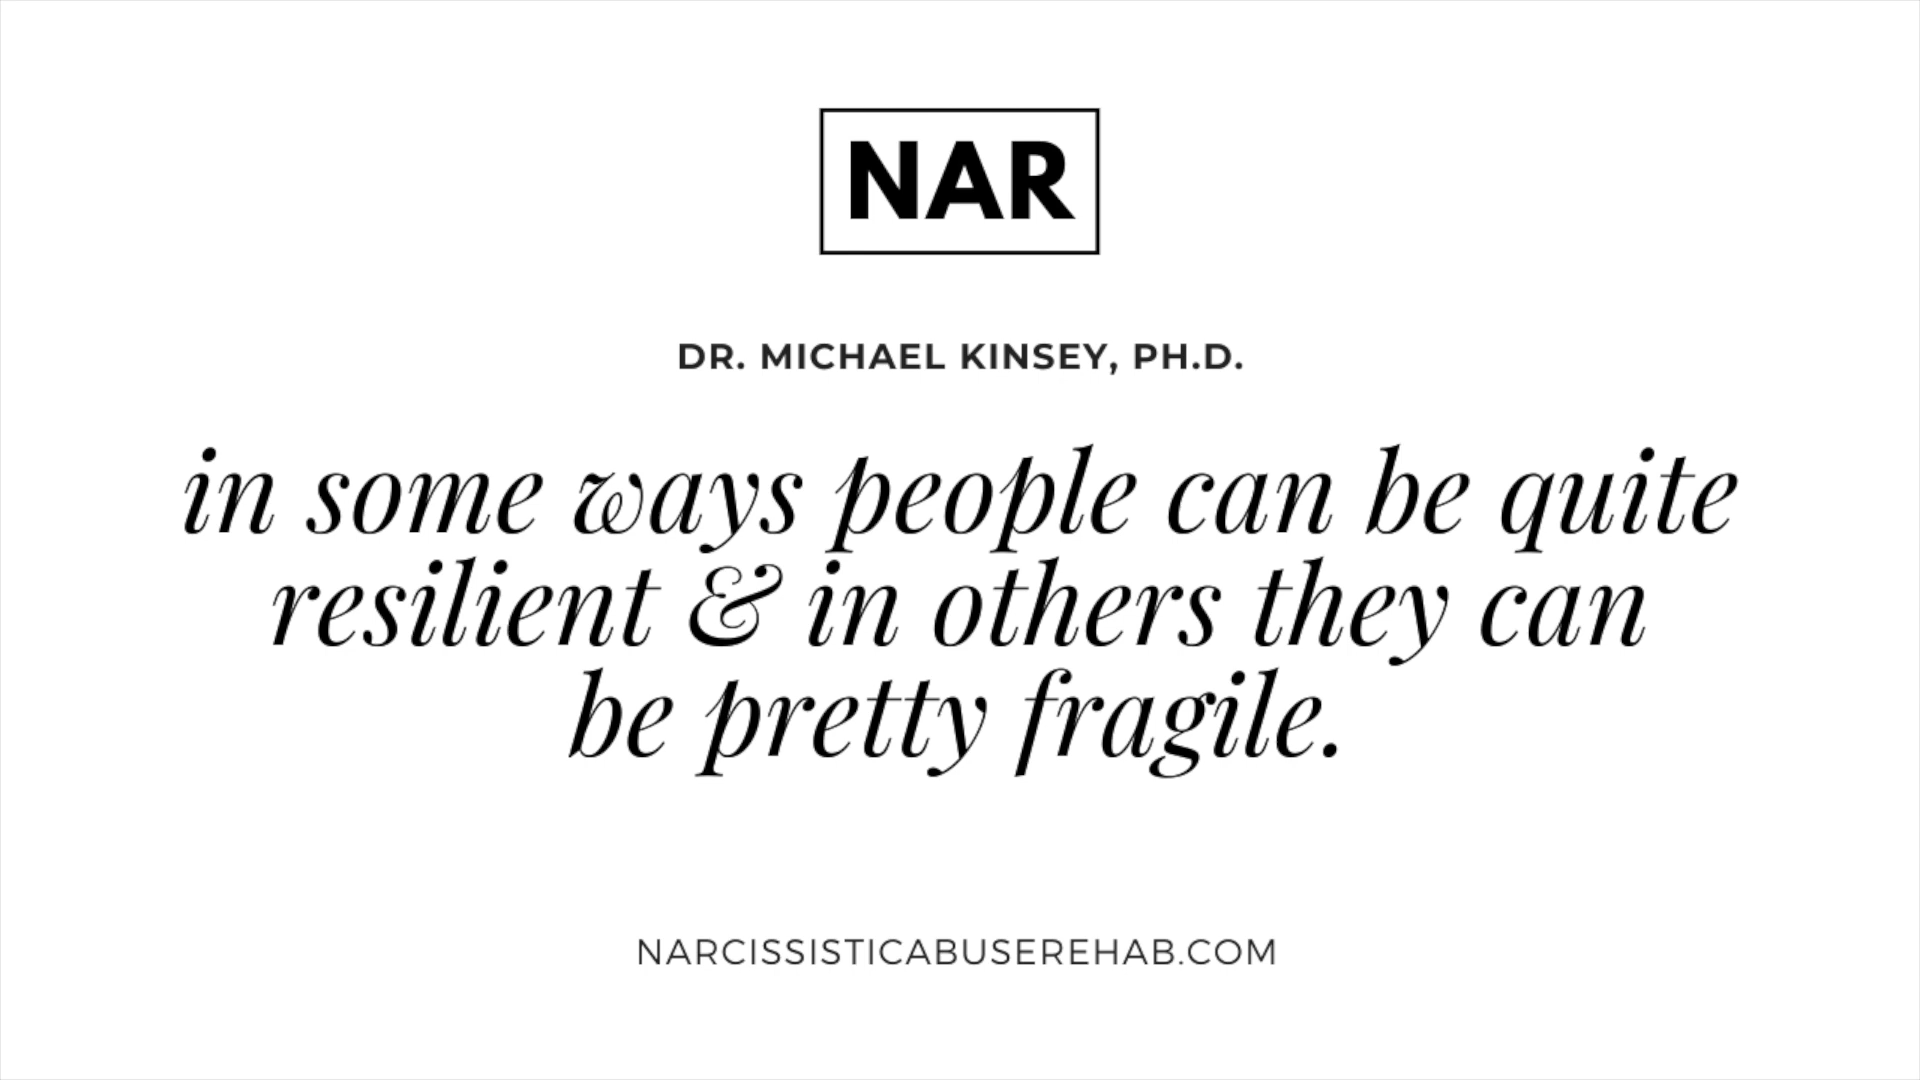 NAR
DR. MICHAEL KINSEY, PH.D.
in some ways people can be quite
resilient & in others they can
be pretty fragile.
NARCISSISTICABUSEREHAB.COM